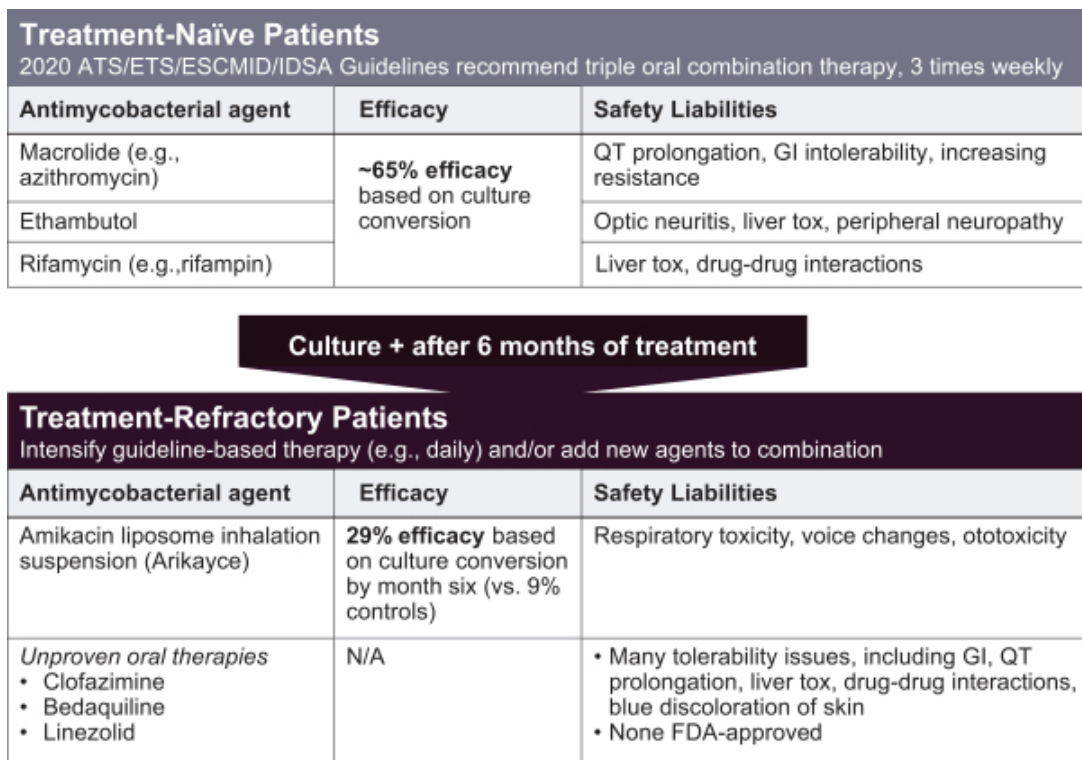 Treatment-Naïve Patients
2020 ATS/ETS/ESCMID/IDSA Guidelines recommend triple oral combination therapy, 3 times weekly
Antimycobacterial agent
Efficacy
Safety Liabilities
Macrolide (e.g.,
azithromycin)
~65% efficacy
based on culture
conversion
QT prolongation, GI intolerability, increasing
resistance
Ethambutol
Optic neuritis, liver tox, peripheral neuropathy
Rifamycin (e.g.,rifampin)
Liver tox, drug-drug interactions
Culture + after 6 months of treatment
Treatment-Refractory Patients
Intensify guideline-based therapy (e.g., daily) and/or add new agents to combination
Antimycobacterial agent
Efficacy
Safety Liabilities
Amikacin liposome inhalation
suspension (Arikayce)
29% efficacy based
on culture conversion
by month six (vs. 9%
controls)
Respiratory toxicity, voice changes, ototoxicity
Unproven oral therapies
• Clofazimine
• Bedaquiline
• Linezolid
N/A
• Many tolerability issues, including GI, QT
prolongation, liver tox, drug-drug interactions,
blue discoloration of skin
• None FDA-approved